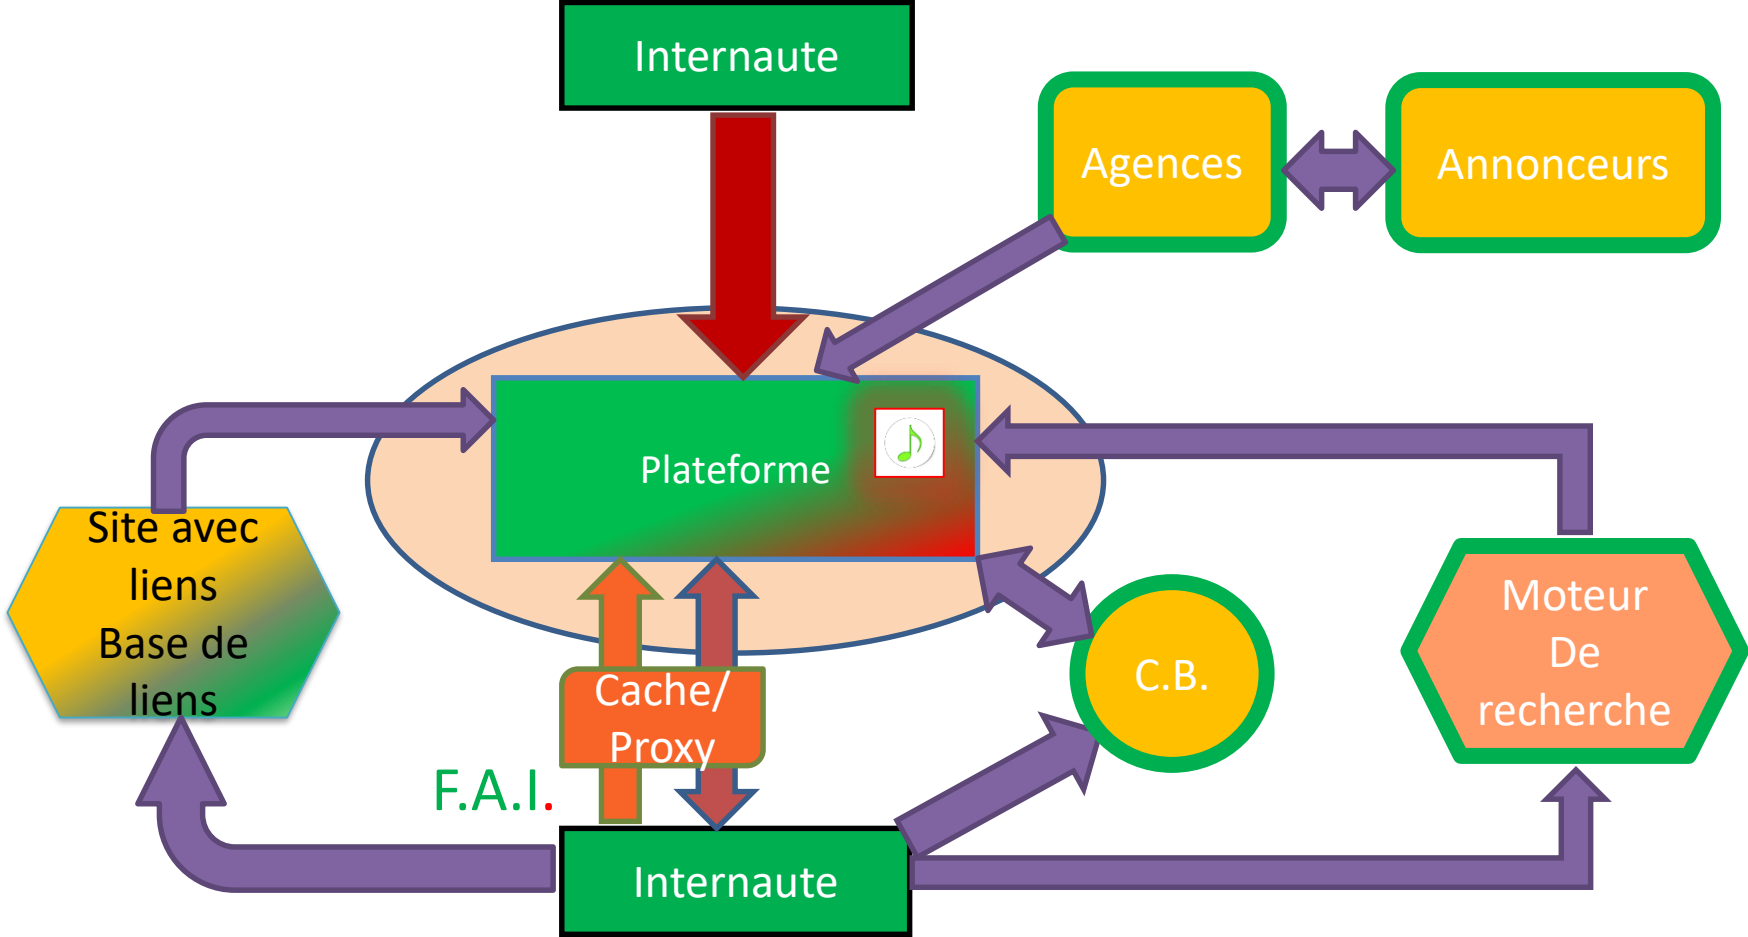 Internaute
Agences
Annonceurs
Plateforme
Site avec
liens
Base de
liens
Moteur
De
recherche
C.B.
Cache/
Proxy
F.A.I.
Internaute